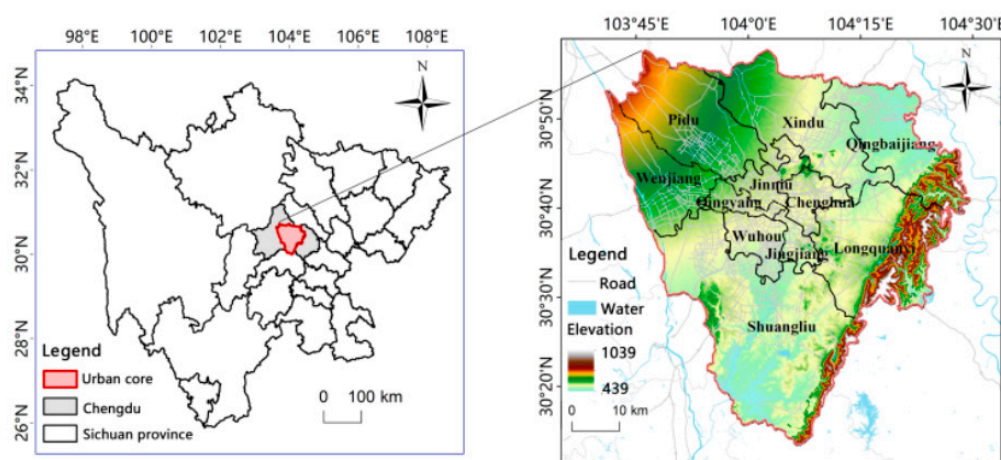 98°E 100°E 102°E 104°E 106°E 108°E
34°N
32°N
30°N
28°N
26°N
N
Legend
Urban core
Chengdu
Sichuan province
0 100 km
103°45'E 104°0'E 104°15'E 104°30'E
30°50'N
30°40'N
30°30'N
30°20'N
N
Pidu
Xindu
Qingbaijiang
Wenjiang
Jinniu
Qingyang
Chenghua
Wuhou
Longquanyi
Jingjiang
Shuangliu
Legend
Road
Water
Elevation
1039
439
0 10 km